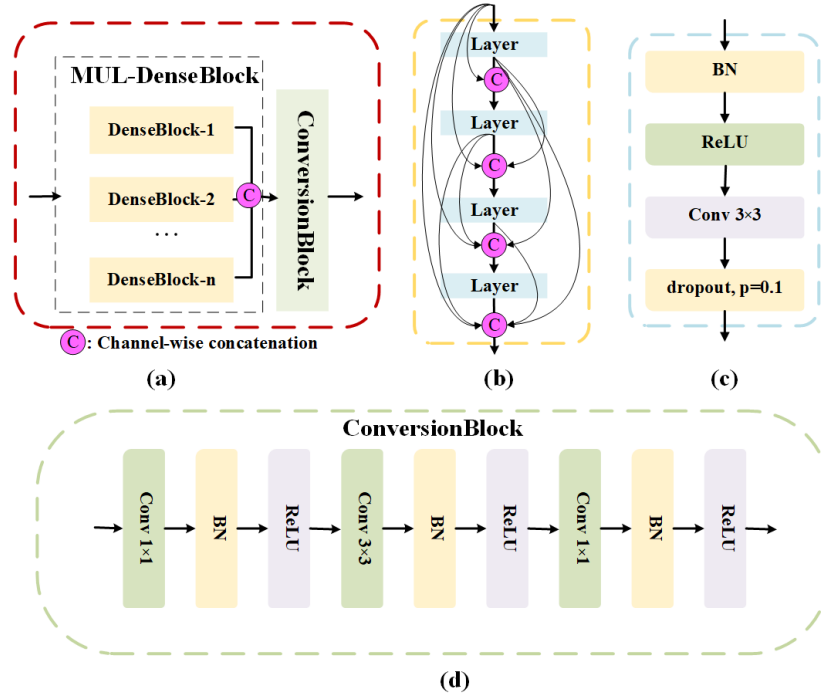 MUL-DenseBlock
DenseBlock-1
DenseBlock-2
...
DenseBlock-n
C
ConversionBlock
C : Channel-wise concatenation
(a)
Layer
C
Layer
C
Layer
C
Layer
C
(b)
BN
ReLU
Conv 3×3
dropout, p=0.1
(c)
ConversionBlock
Conv 1×1
BN
ReLU
Conv 3×3
BN
ReLU
Conv 1×1
BN
ReLU
(d)